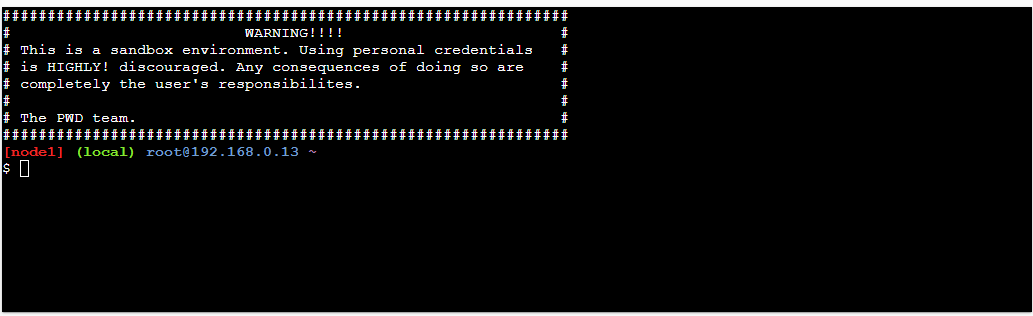 ###############################################################
#                          WARNING!!!!                        #
# This is a sandbox environment. Using personal credentials   #
# is HIGHLY! discouraged. Any consequences of doing so are    #
# completely the user's responsibilites.                      #
#                                                             #
# The PWD team.                                               #
###############################################################
[node1] (local) root@192.168.0.13 ~
$